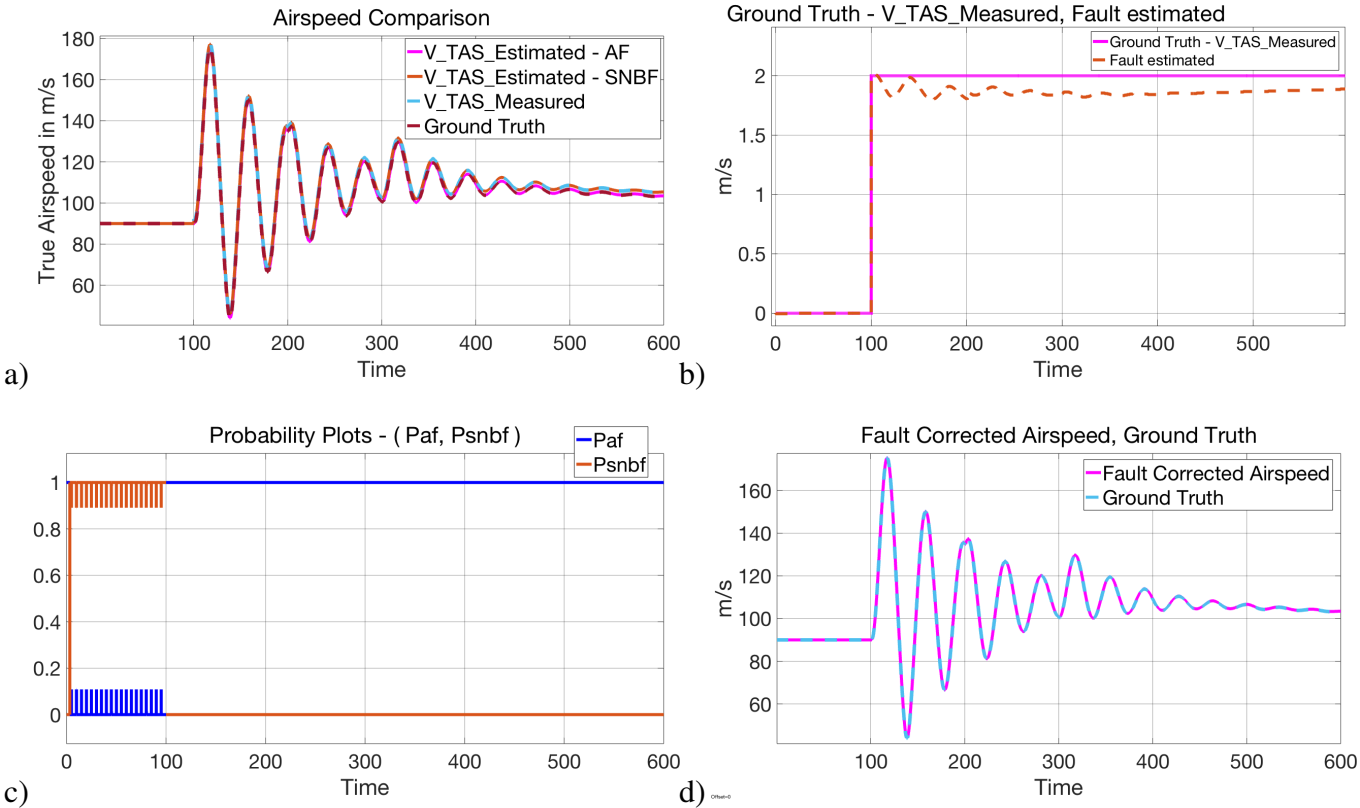 Airspeed Comparison
V_TAS_Estimated - AF
V_TAS_Estimated - SNBF
V_TAS_Measured
Ground Truth
True Airspeed in m/s
180
160
140
120
100
80
60
100
200
300
400
500
600
Time
a)
Ground Truth - V_TAS_Measured, Fault estimated
Ground Truth - V_TAS_Measured
Fault estimated
m/s
2
1.5
1
2
0.5
0
0
100
200
300
400
500
Time
b)
Probability Plots - ( Paf, Psnbf )
Paf
Psnbf
1
0.8
0.6
0.4
0.2
0
0
100
200
300
400
500
600
Time
c)
Fault Corrected Airspeed, Ground Truth
Fault Corrected Airspeed
Ground Truth
m/s
160
140
120
100
80
60
100
200
300
400
500
600
Time
d)
Offset=0